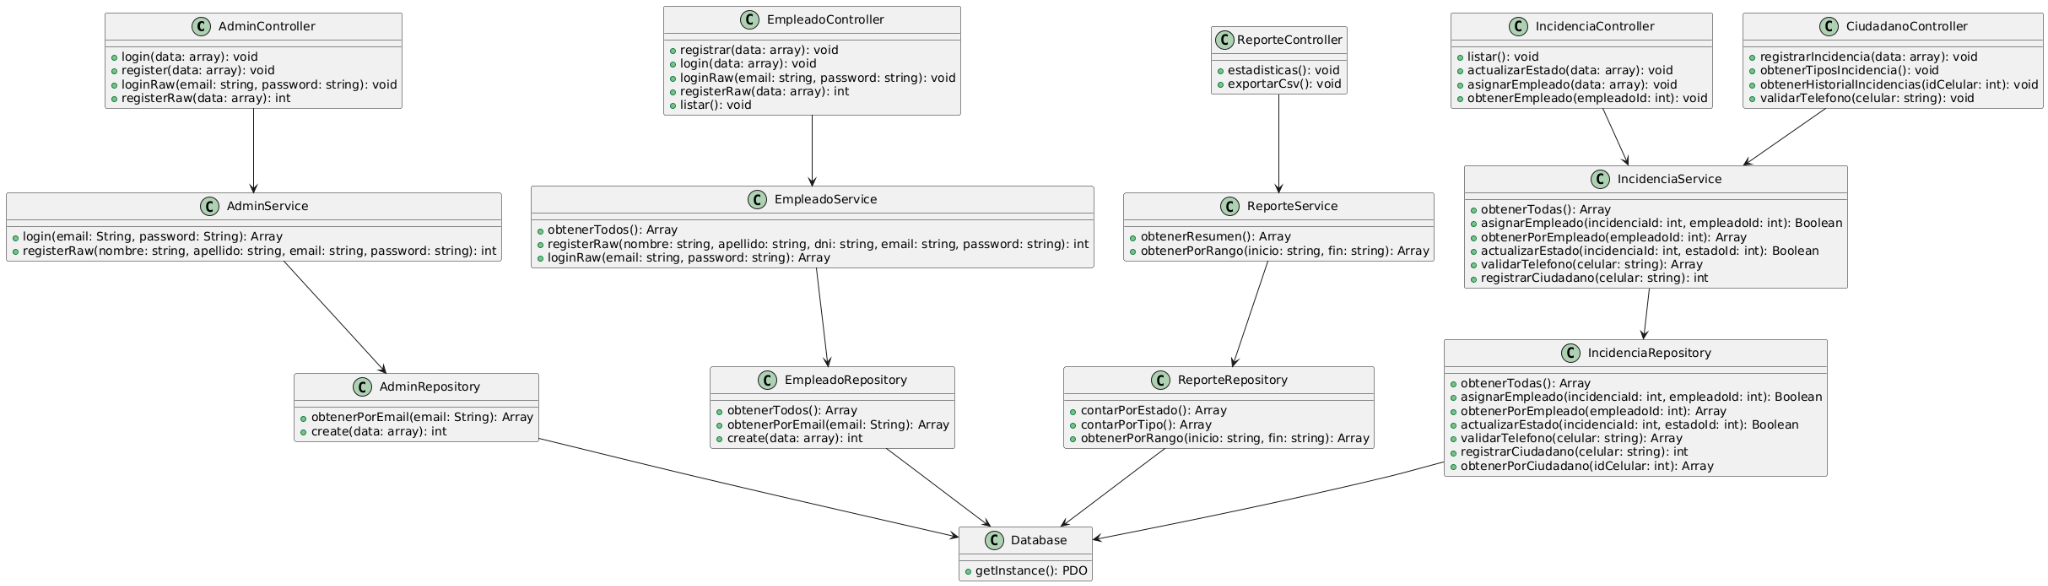 C AdminController
login(data: array): void
register(data: array): void
loginRaw(email: string, password: string): void
registerRaw(data: array): int
C EmpleadoController
registrar(data: array): void
login(data: array): void
loginRaw(email: string, password: string): void
registerRaw(data: array): int
listar(): void
C ReporteController
estadisticas(): void
exportarCsv(): void
C IncidenciaController
listar(): void
actualizarEstado(data: array): void
asignarEmpleado(data: array): void
obtenerEmpleado(empleadoId: int): void
C CiudadanoController
registrarIncidencia(data: array): void
obtenerTiposIncidencia(): void
obtenerHistorialIncidencias(idCelular: int): void
validarTelefono(celular: string): void
C AdminService
login(email: String, password: String): Array
registerRaw(nombre: string, apellido: string, email: string, password: string): int
C EmpleadoService
obtenerTodos(): Array
registerRaw(nombre: string, apellido: string, dni: string, email: string, password: string): int
loginRaw(email: string, password: string): Array
C ReporteService
obtenerResumen(): Array
obtenerPorRango(inicio: string, fin: string): Array
C IncidenciaService
obtenerTodas(): Array
asignarEmpleado(incidenciaId: int, empleadoId: int): Boolean
obtenerPorEmpleado(empleadoId: int): Array
actualizarEstado(incidenciaId: int, estadoId: int): Boolean
validarTelefono(celular: string): Array
registrarCiudadano(celular: string): int
C AdminRepository
obtenerPorEmail(email: String): Array
create(data: array): int
C EmpleadoRepository
obtenerTodos(): Array
obtenerPorEmail(email: String): Array
create(data: array): int
C ReporteRepository
contarPorEstado(): Array
contarPorTipo(): Array
obtenerPorRango(inicio: string, fin: string): Array
C IncidenciaRepository
obtenerTodas(): Array
asignarEmpleado(incidenciaId: int, empleadoId: int): Boolean
obtenerPorEmpleado(empleadoId: int): Array
actualizarEstado(incidenciaId: int, estadoId: int): Boolean
validarTelefono(celular: string): Array
registrarCiudadano(celular: string): int
obtenerPorCiudadano(idCelular: int): Array
C Database
getInstance(): PDO